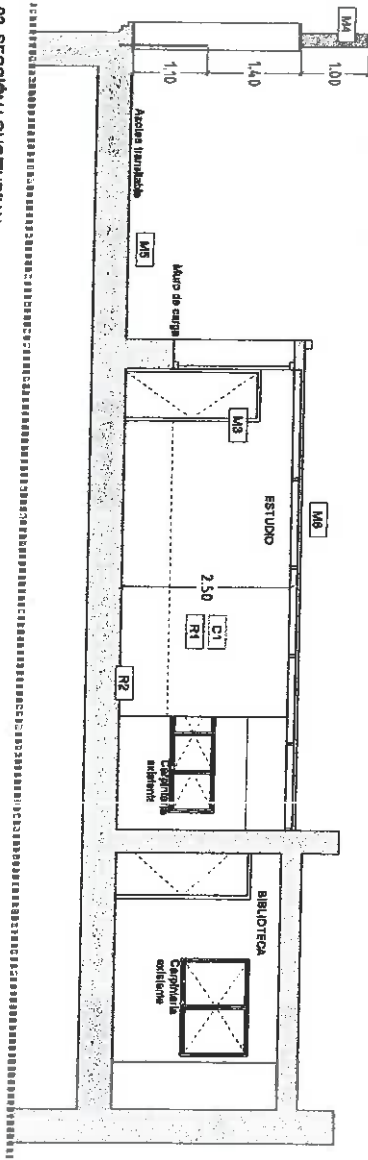 M4
1.00
1.40
1.10
Azotea transitable
M5
Muro de carga
M3
M6
ESTUDIO
2.50
C1
R1
R2
Carpintería
existente
BIBLIOTECA
Carpintería
existente